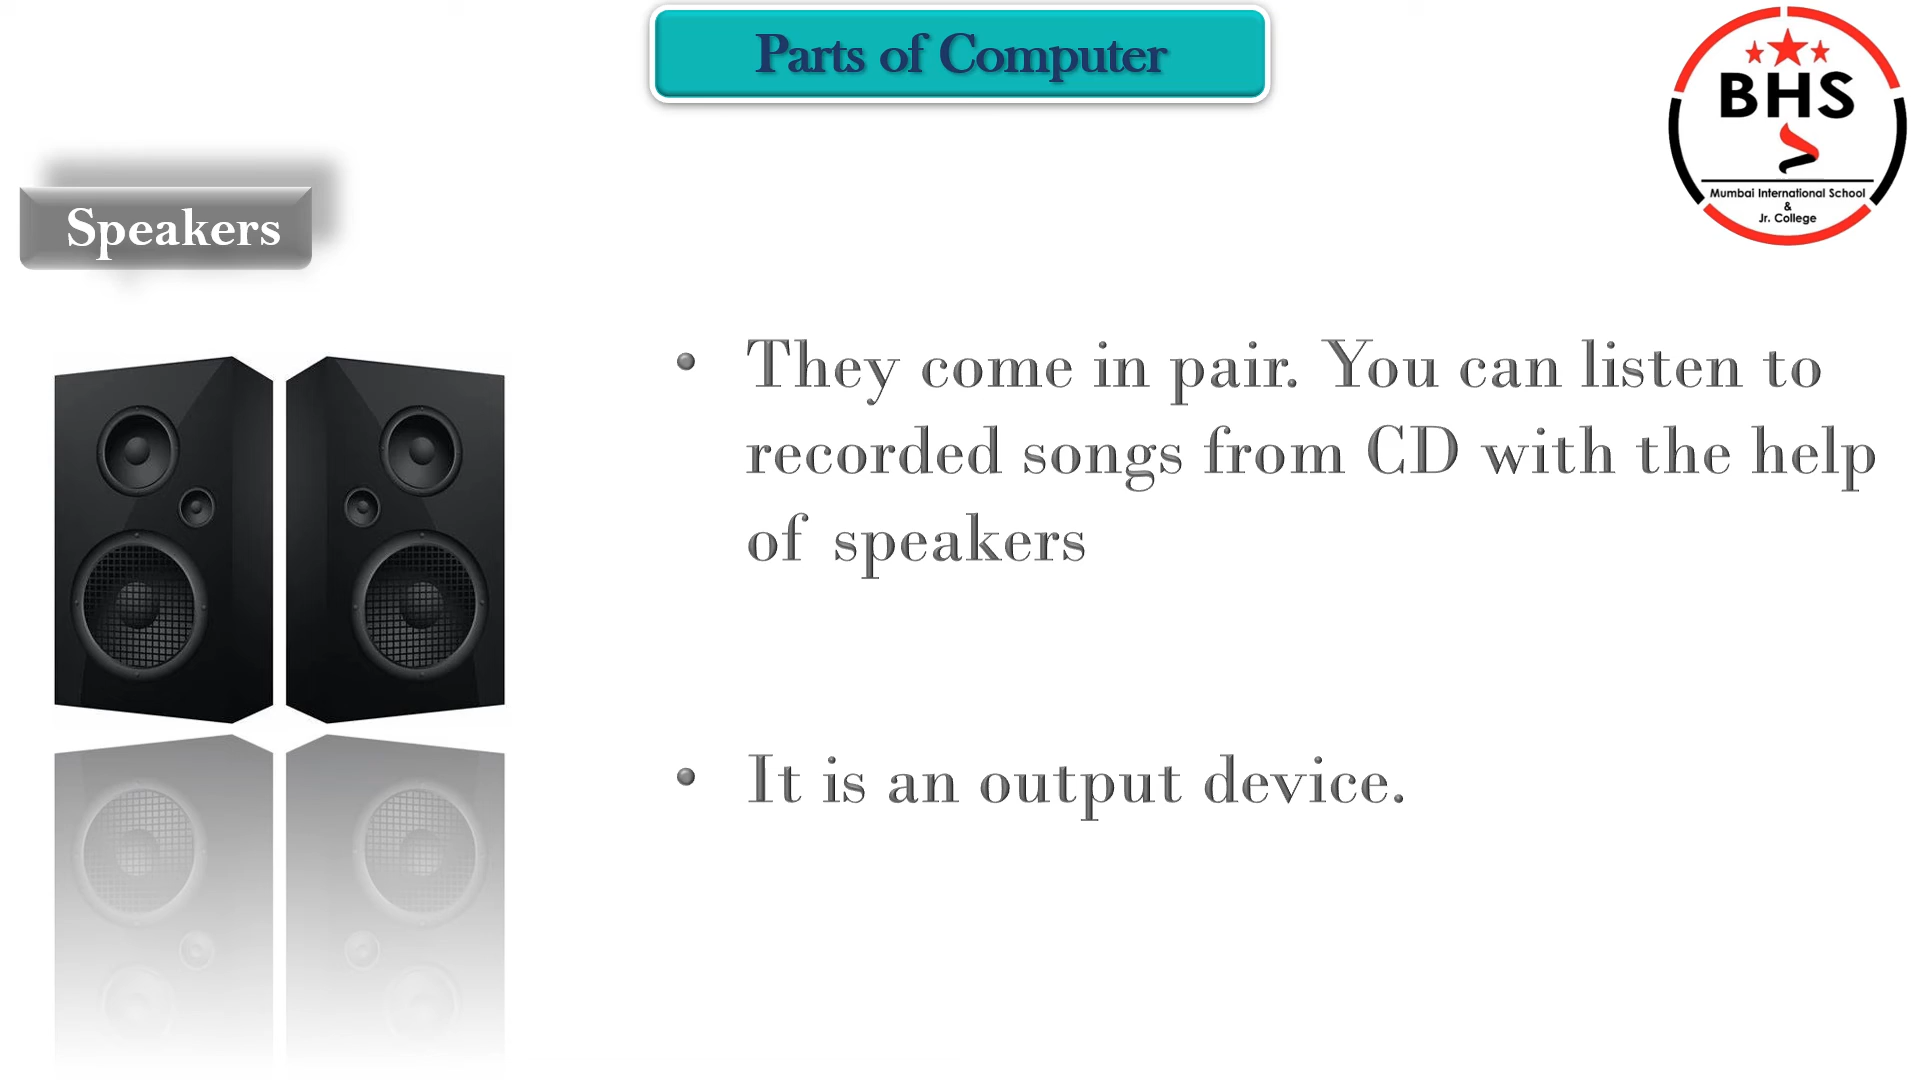 Parts of Computer
BHS
Mumbai International School
&
Jr. College
Speakers
• They come in pair. You can listen to
recorded songs from CD with the help
of speakers
• It is an output device.